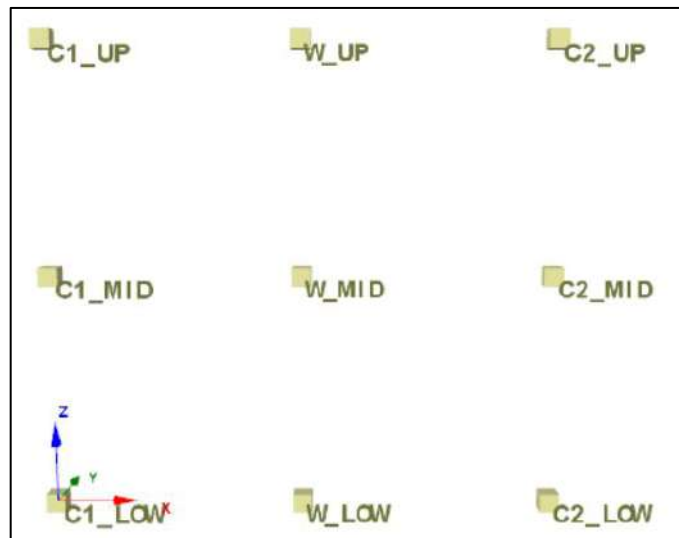 C1_UP W_UP C2_UP
C1_MID W_MID C2_MID
Z
Y
X
C1_LOW W_LOW C2_LOW